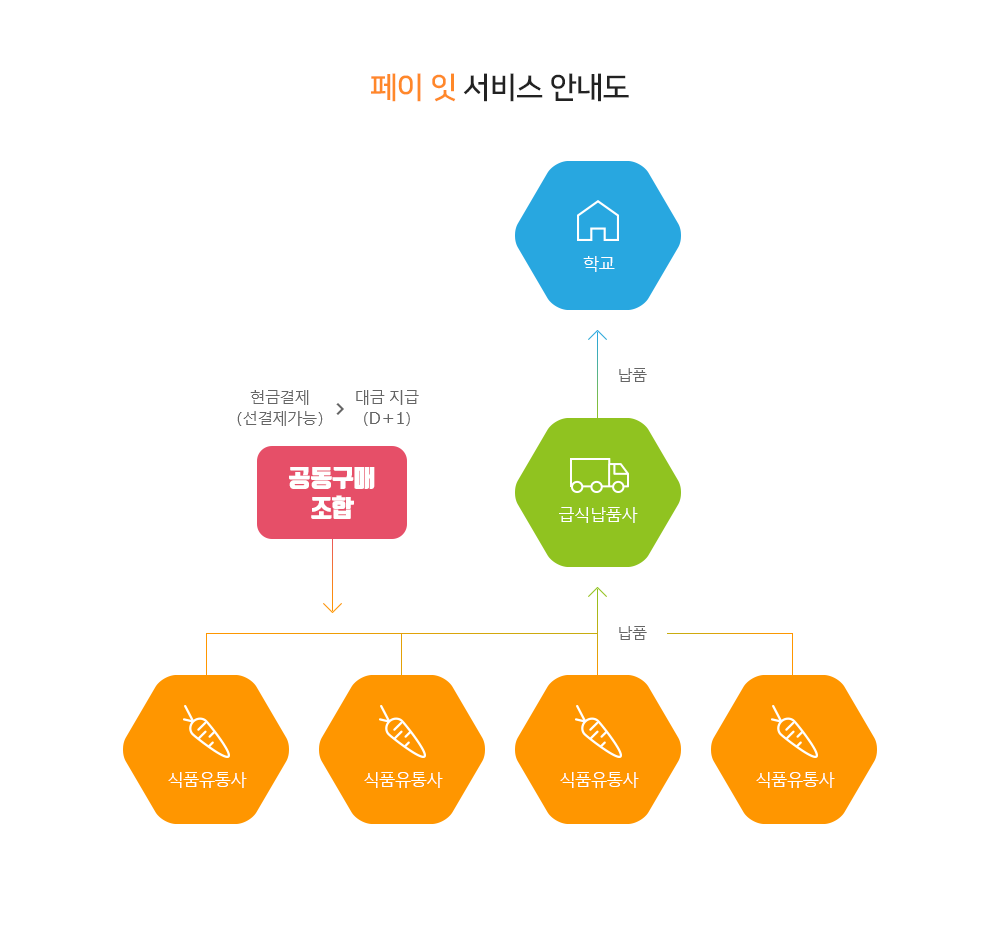 페이 잇 서비스 안내도
학교
납품
현금결제
(선결제가능)
대금 지급
(D+1)
공동구매
조합
급식납품사
납품
식품유통사
식품유통사
식품유통사
식품유통사